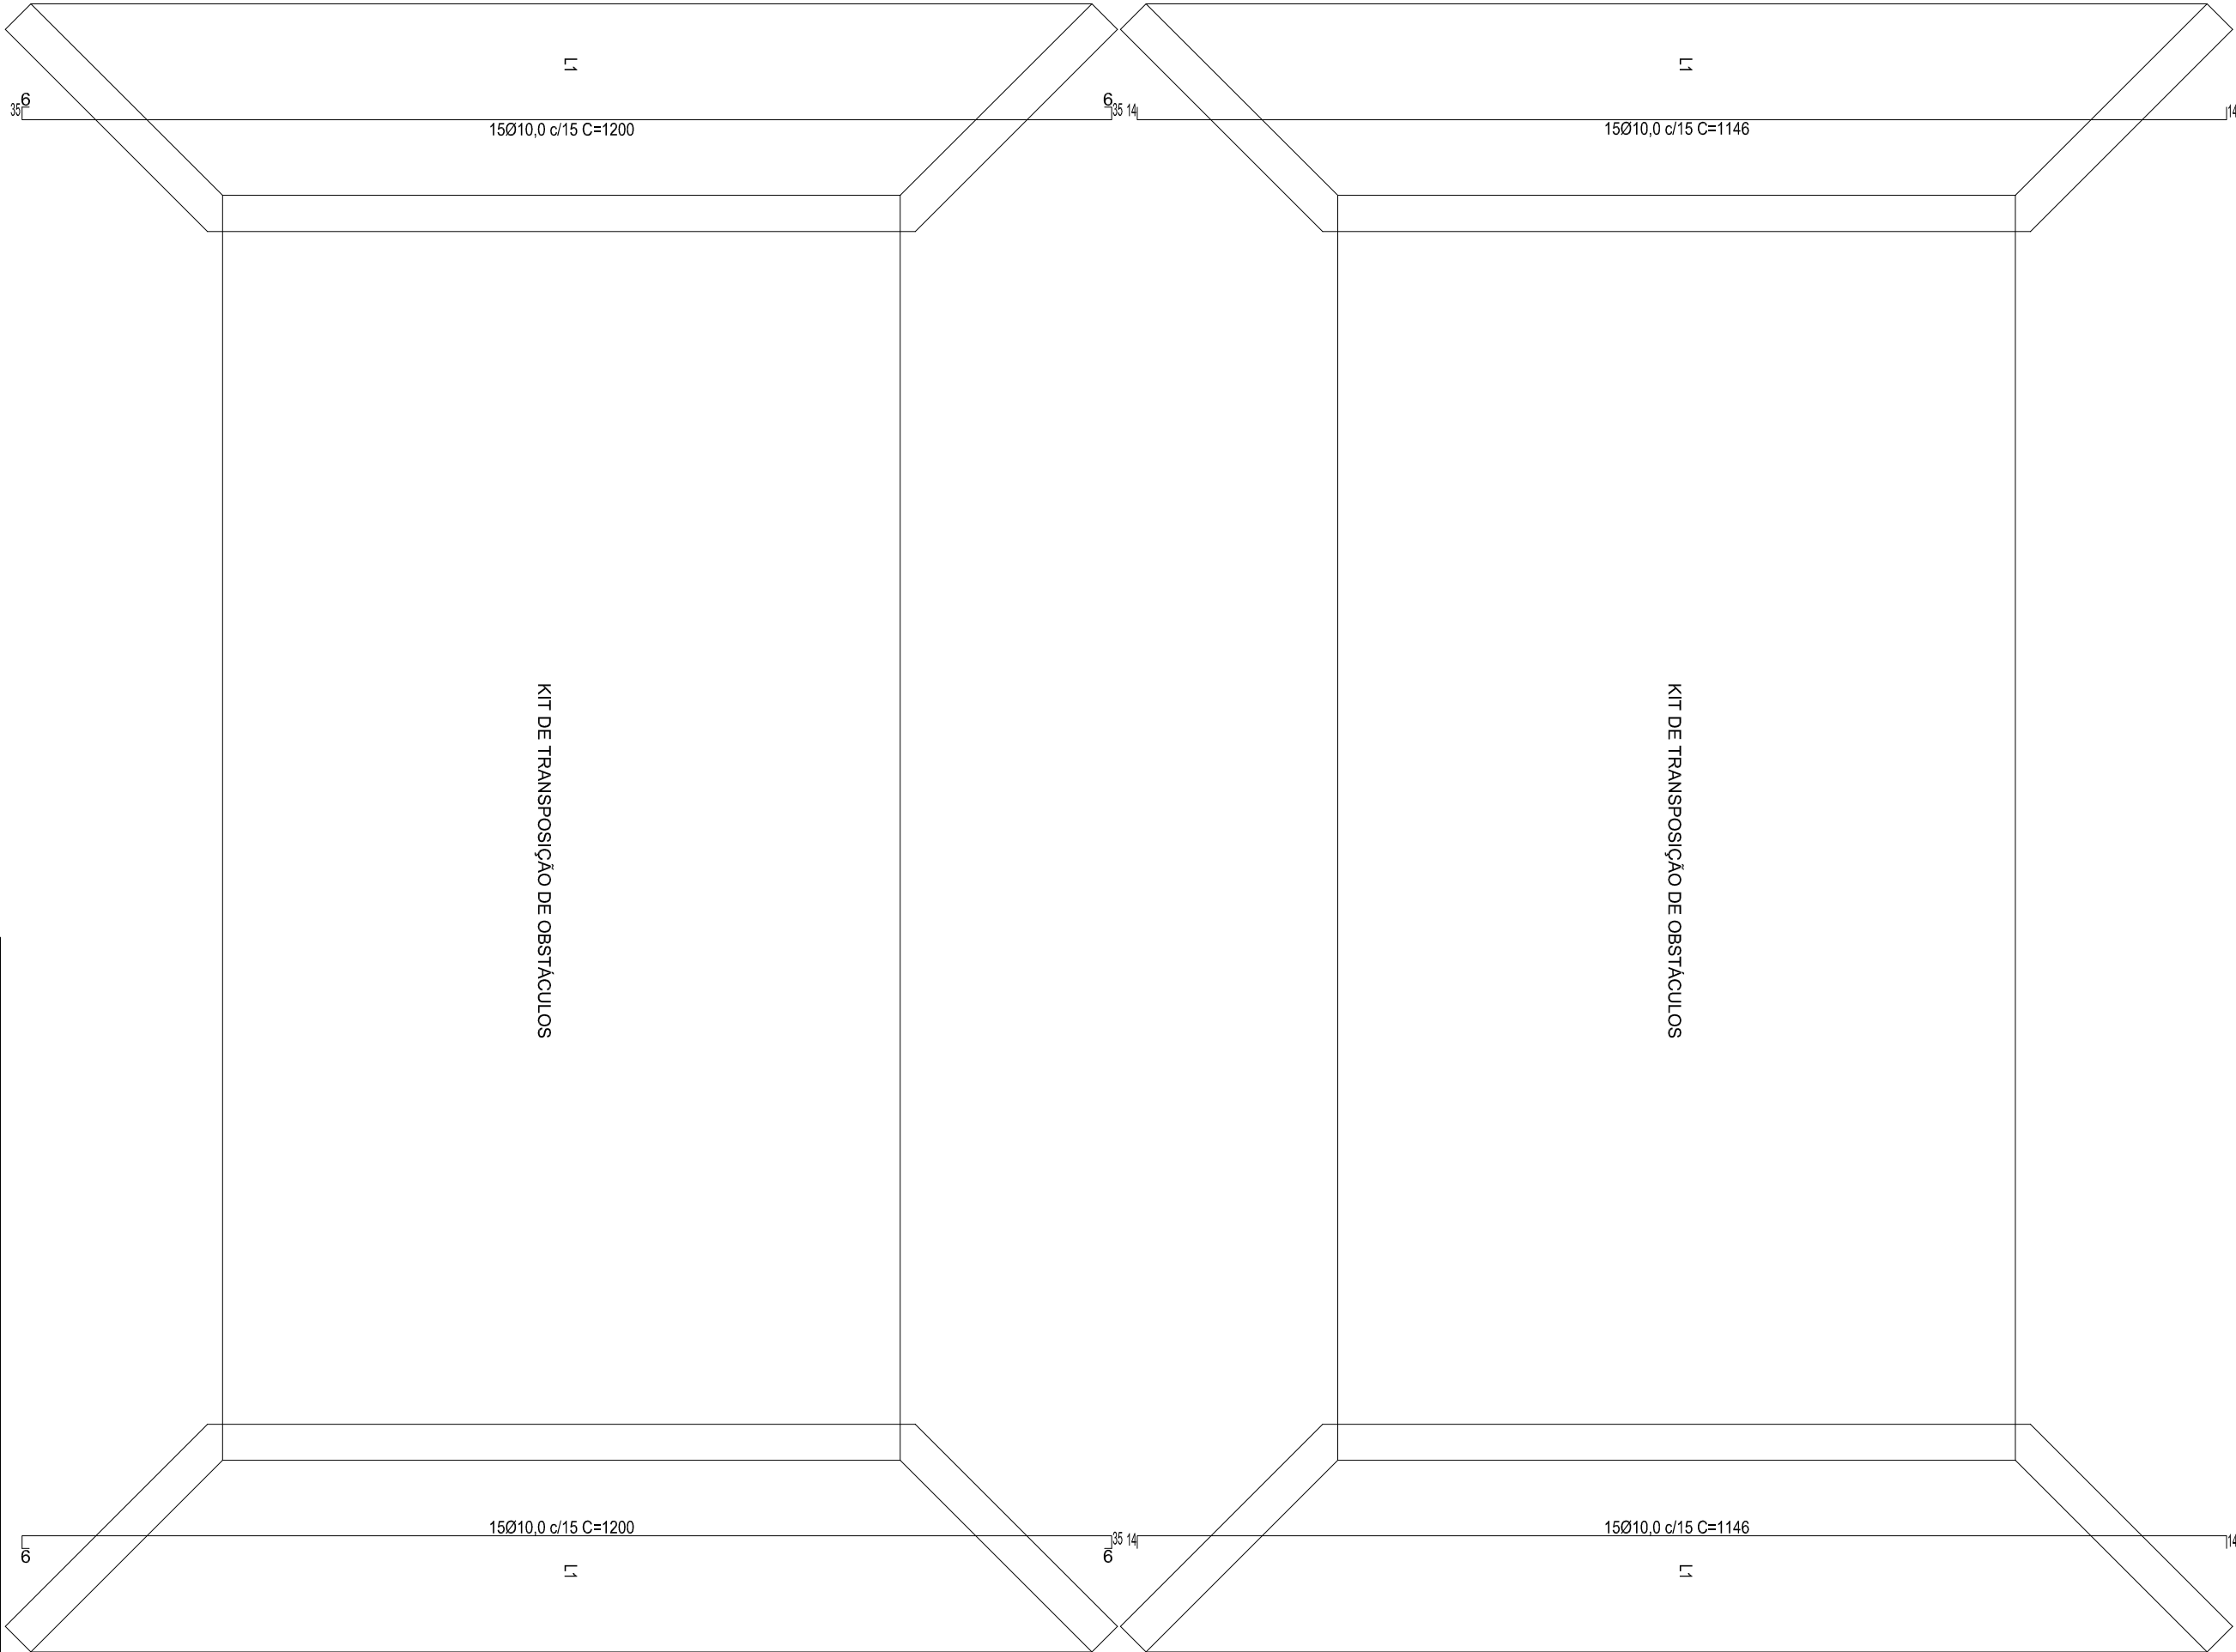 L1
L1
6
6
35
35 14
14
15Ø10,0 c/15 C=1200
15Ø10,0 c/15 C=1146
KIT DE TRANSPOSIÇÃO DE OBSTÁCULOS
KIT DE TRANSPOSIÇÃO DE OBSTÁCULOS
15Ø10,0 c/15 C=1200
15Ø10,0 c/15 C=1146
35 14
14
6
6
L1
L1